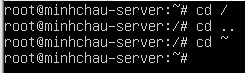 root@minhchau-server:~# cd /
root@minhchau-server:/# cd ..
root@minhchau-server:/# cd ~
root@minhchau-server:~#